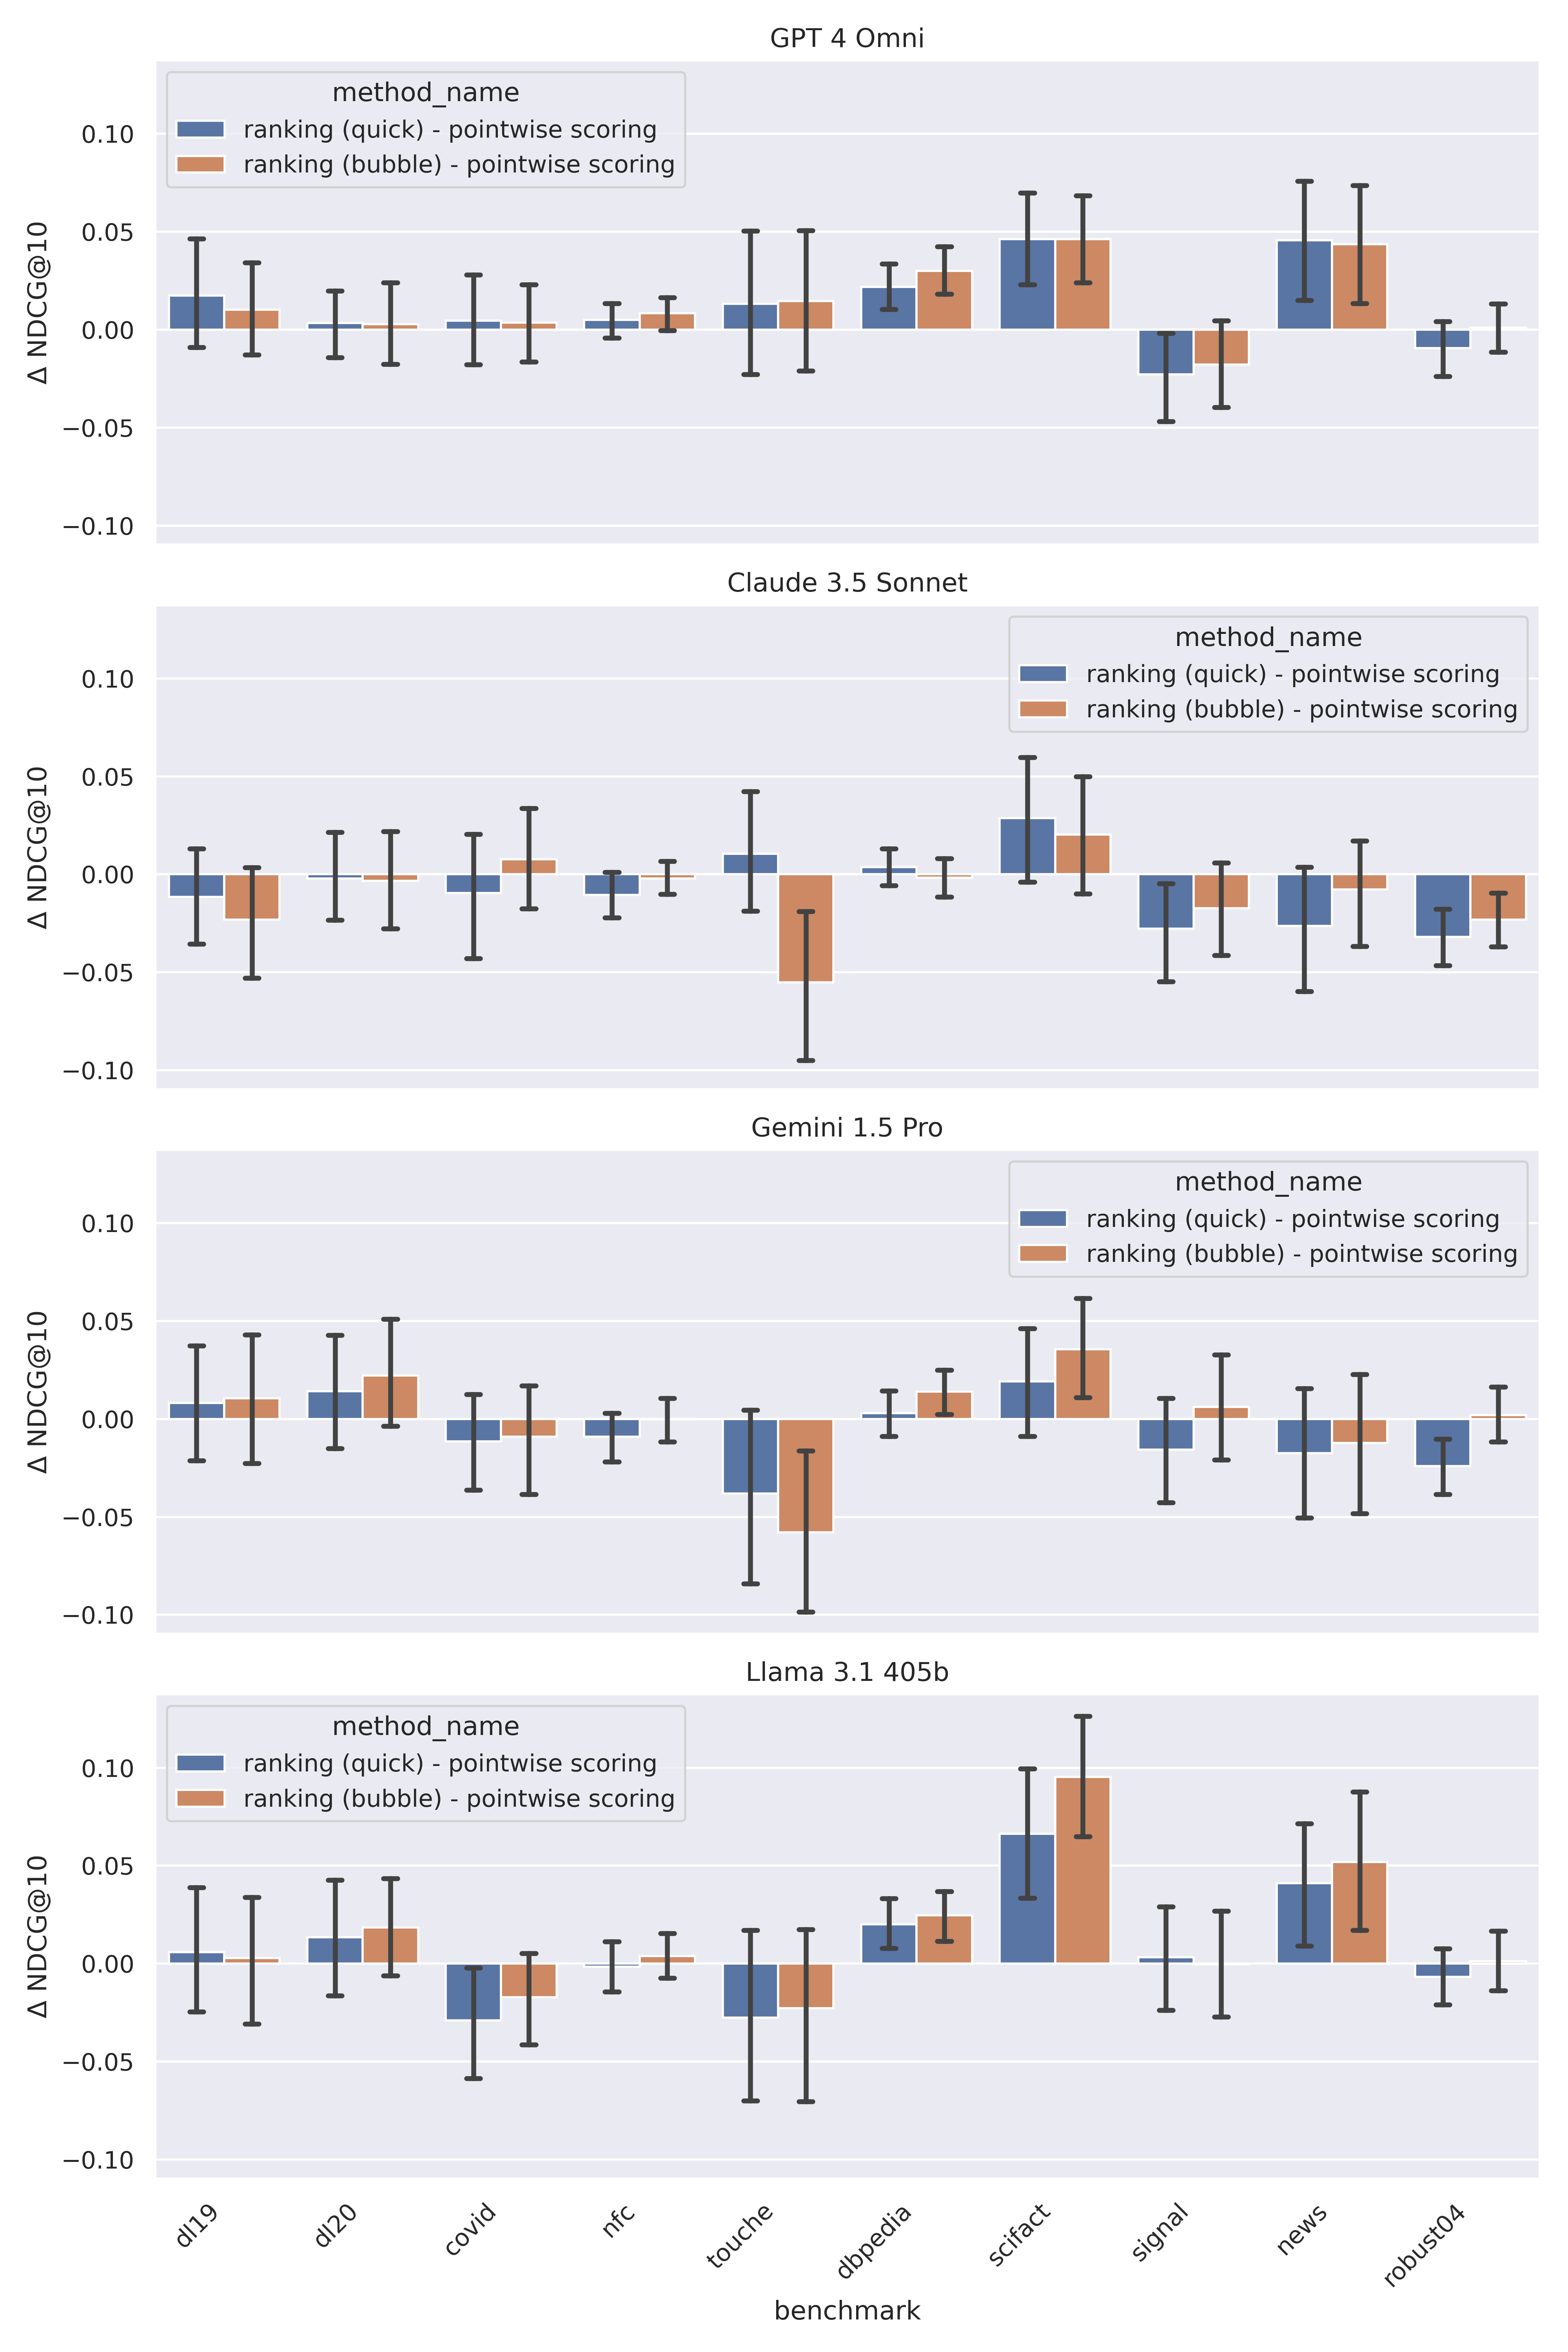 GPT 4 Omni
method_name
ranking (quick) - pointwise scoring
ranking (bubble) - pointwise scoring
0.10
0.05
0.00
−0.05
−0.10
Δ NDCG@10
Claude 3.5 Sonnet
method_name
ranking (quick) - pointwise scoring
ranking (bubble) - pointwise scoring
0.10
0.05
0.00
−0.05
−0.10
Δ NDCG@10
Gemini 1.5 Pro
method_name
ranking (quick) - pointwise scoring
ranking (bubble) - pointwise scoring
0.10
0.05
0.00
−0.05
−0.10
Δ NDCG@10
Llama 3.1 405b
method_name
ranking (quick) - pointwise scoring
ranking (bubble) - pointwise scoring
0.10
0.05
0.00
−0.05
−0.10
Δ NDCG@10
dl19
dl20
covid
nfc
touche
dbpedia
scifact
signal
news
robust04
benchmark